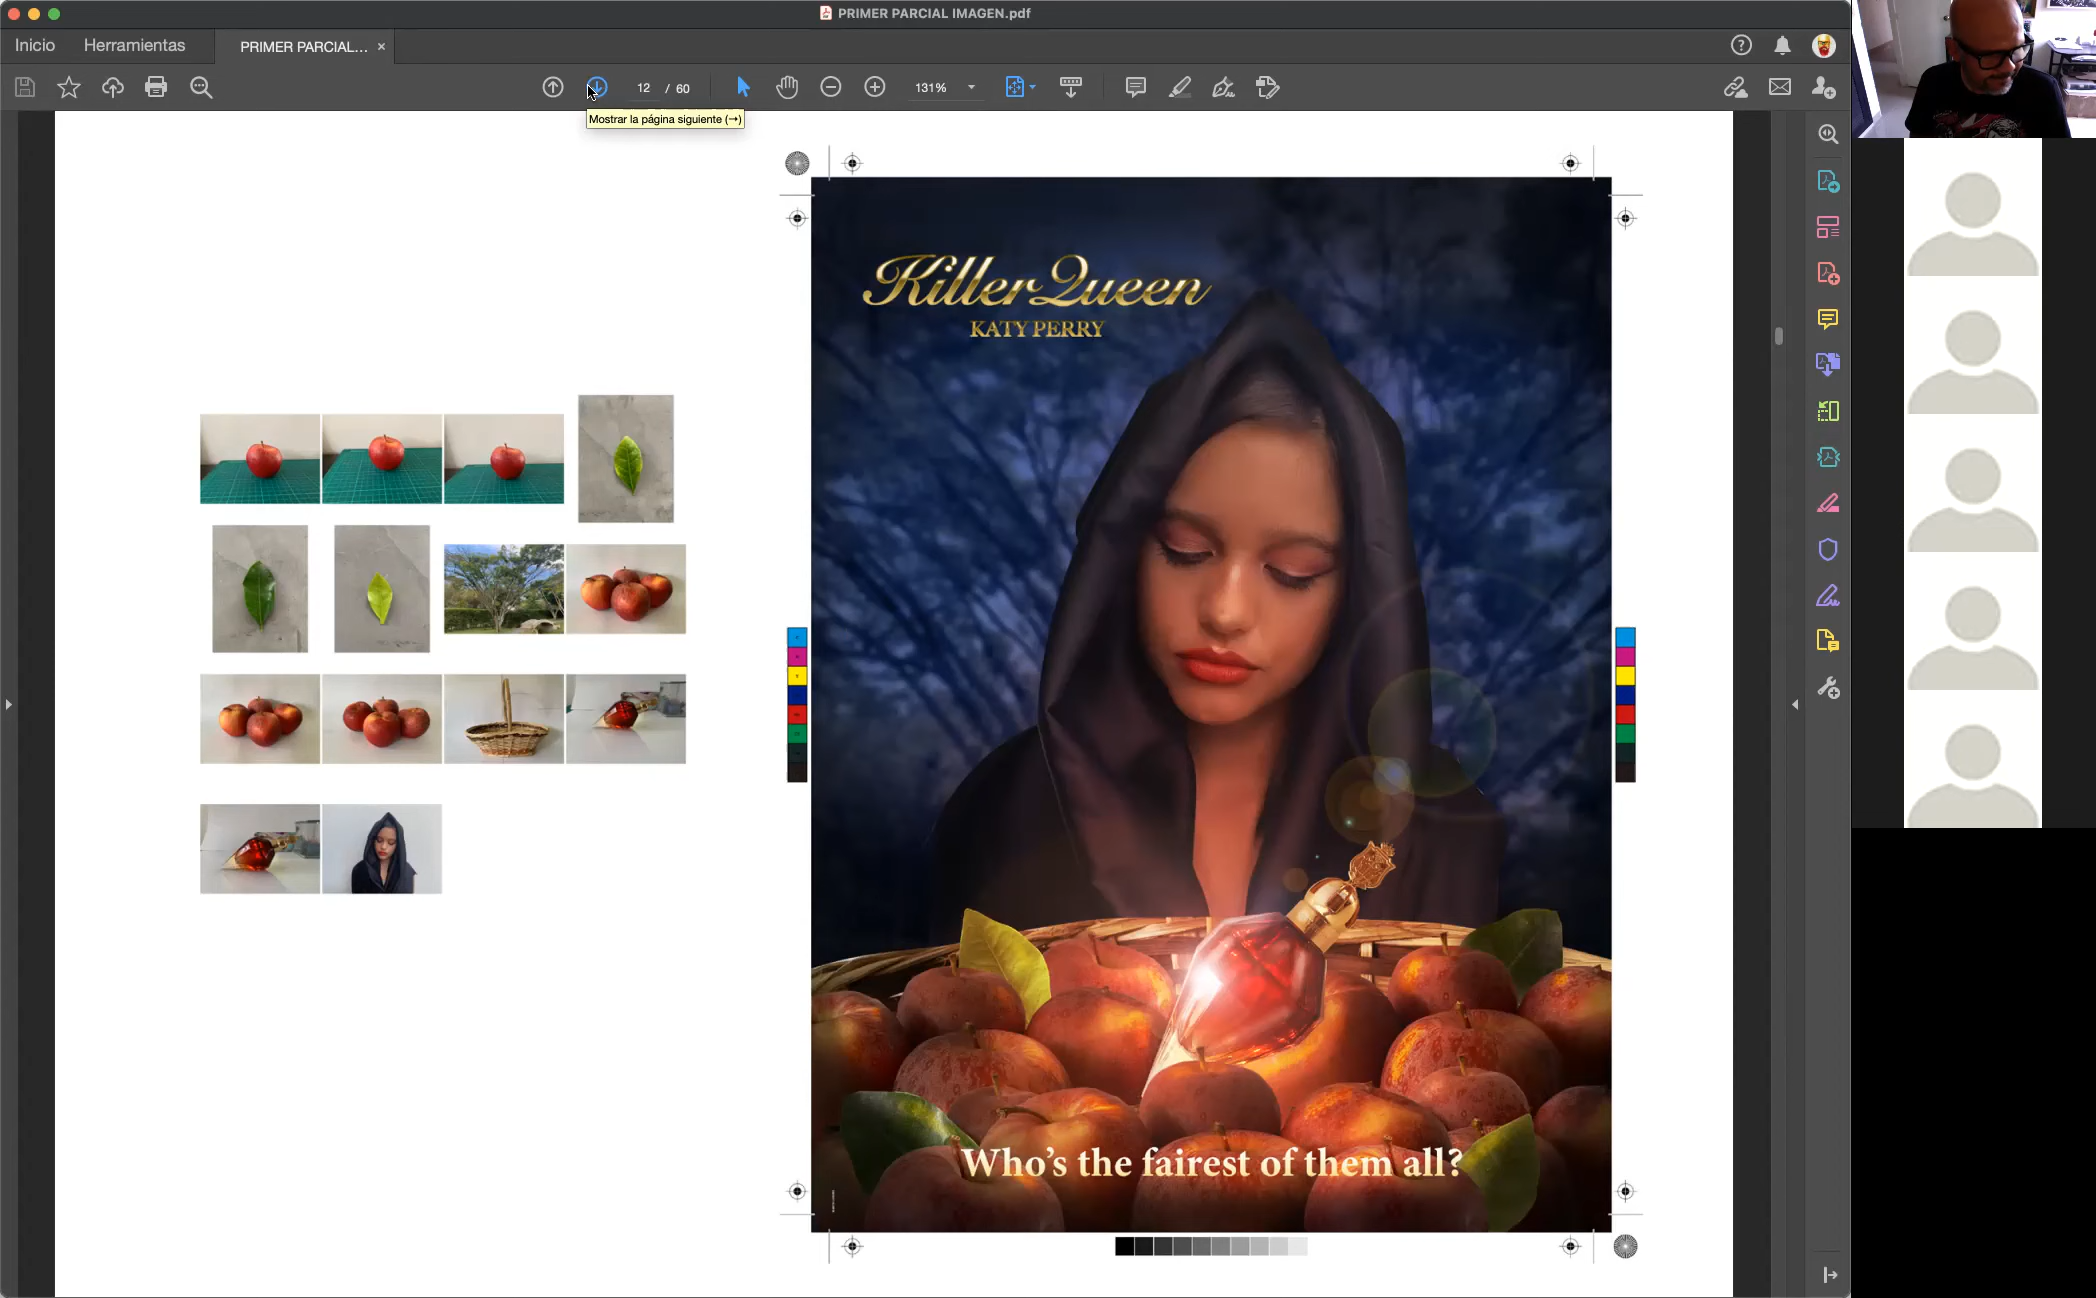 PRIMER PARCIAL IMAGEN.pdf
Inicio
Herramientas
PRIMER PARCIAL... ×
12 / 60
131%
Mostrar la página siguiente (→)
Killer Queen
KATY PERRY
Who's the fairest of them all?